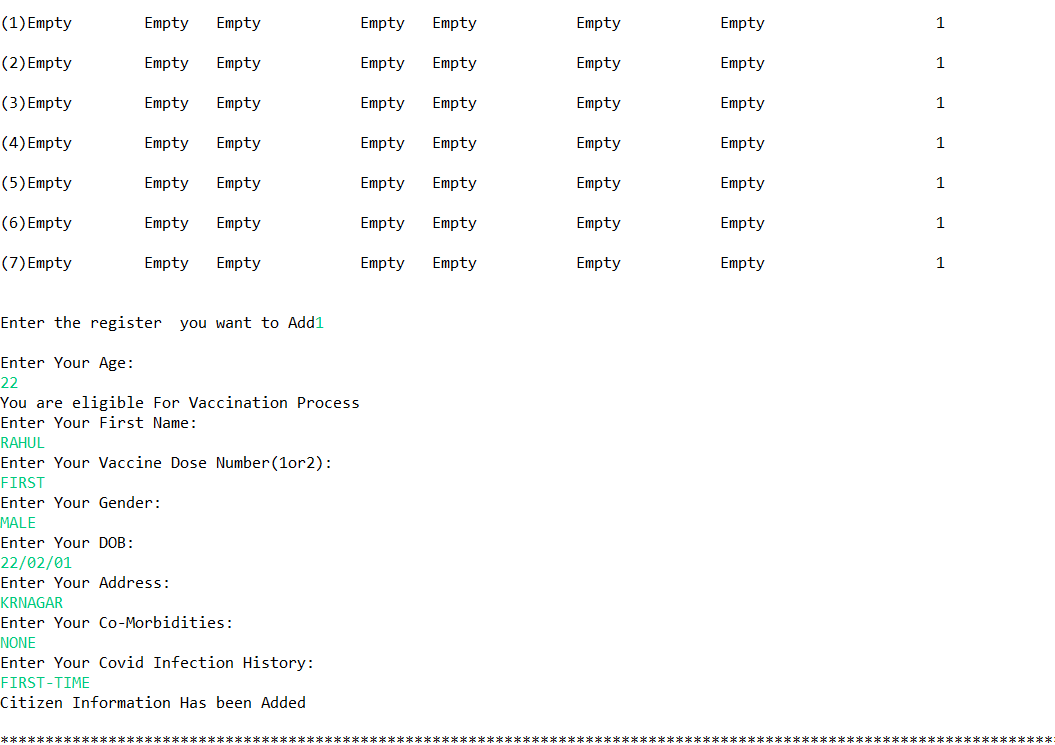 (1)Empty Empty Empty Empty Empty Empty Empty 1
(2)Empty Empty Empty Empty Empty Empty Empty 1
(3)Empty Empty Empty Empty Empty Empty Empty 1
(4)Empty Empty Empty Empty Empty Empty Empty 1
(5)Empty Empty Empty Empty Empty Empty Empty 1
(6)Empty Empty Empty Empty Empty Empty Empty 1
(7)Empty Empty Empty Empty Empty Empty Empty 1
Enter the register  you want to Add1
Enter Your Age:
22
You are eligible For Vaccination Process
Enter Your First Name:
RAHUL
Enter Your Vaccine Dose Number(1or2):
FIRST
Enter Your Gender:
MALE
Enter Your DOB:
22/02/01
Enter Your Address:
KRNAGAR
Enter Your Co-Morbidities:
NONE
Enter Your Covid Infection History:
FIRST-TIME
Citizen Information Has been Added
*********************************************************************************************************************